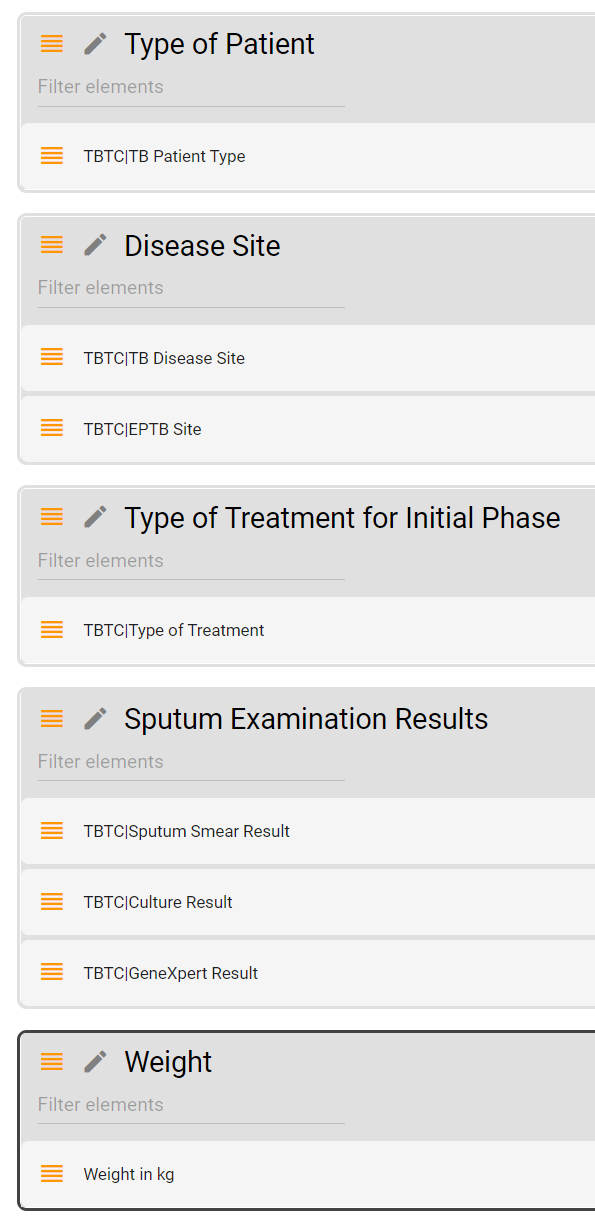 Type of Patient
Filter elements
TBTC|TB Patient Type
Disease Site
Filter elements
TBTC|TB Disease Site
TBTC|EPTB Site
Type of Treatment for Initial Phase
Filter elements
TBTC|Type of Treatment
Sputum Examination Results
Filter elements
TBTC|Sputum Smear Result
TBTC|Culture Result
TBTC|GeneXpert Result
Weight
Filter elements
Weight in kg